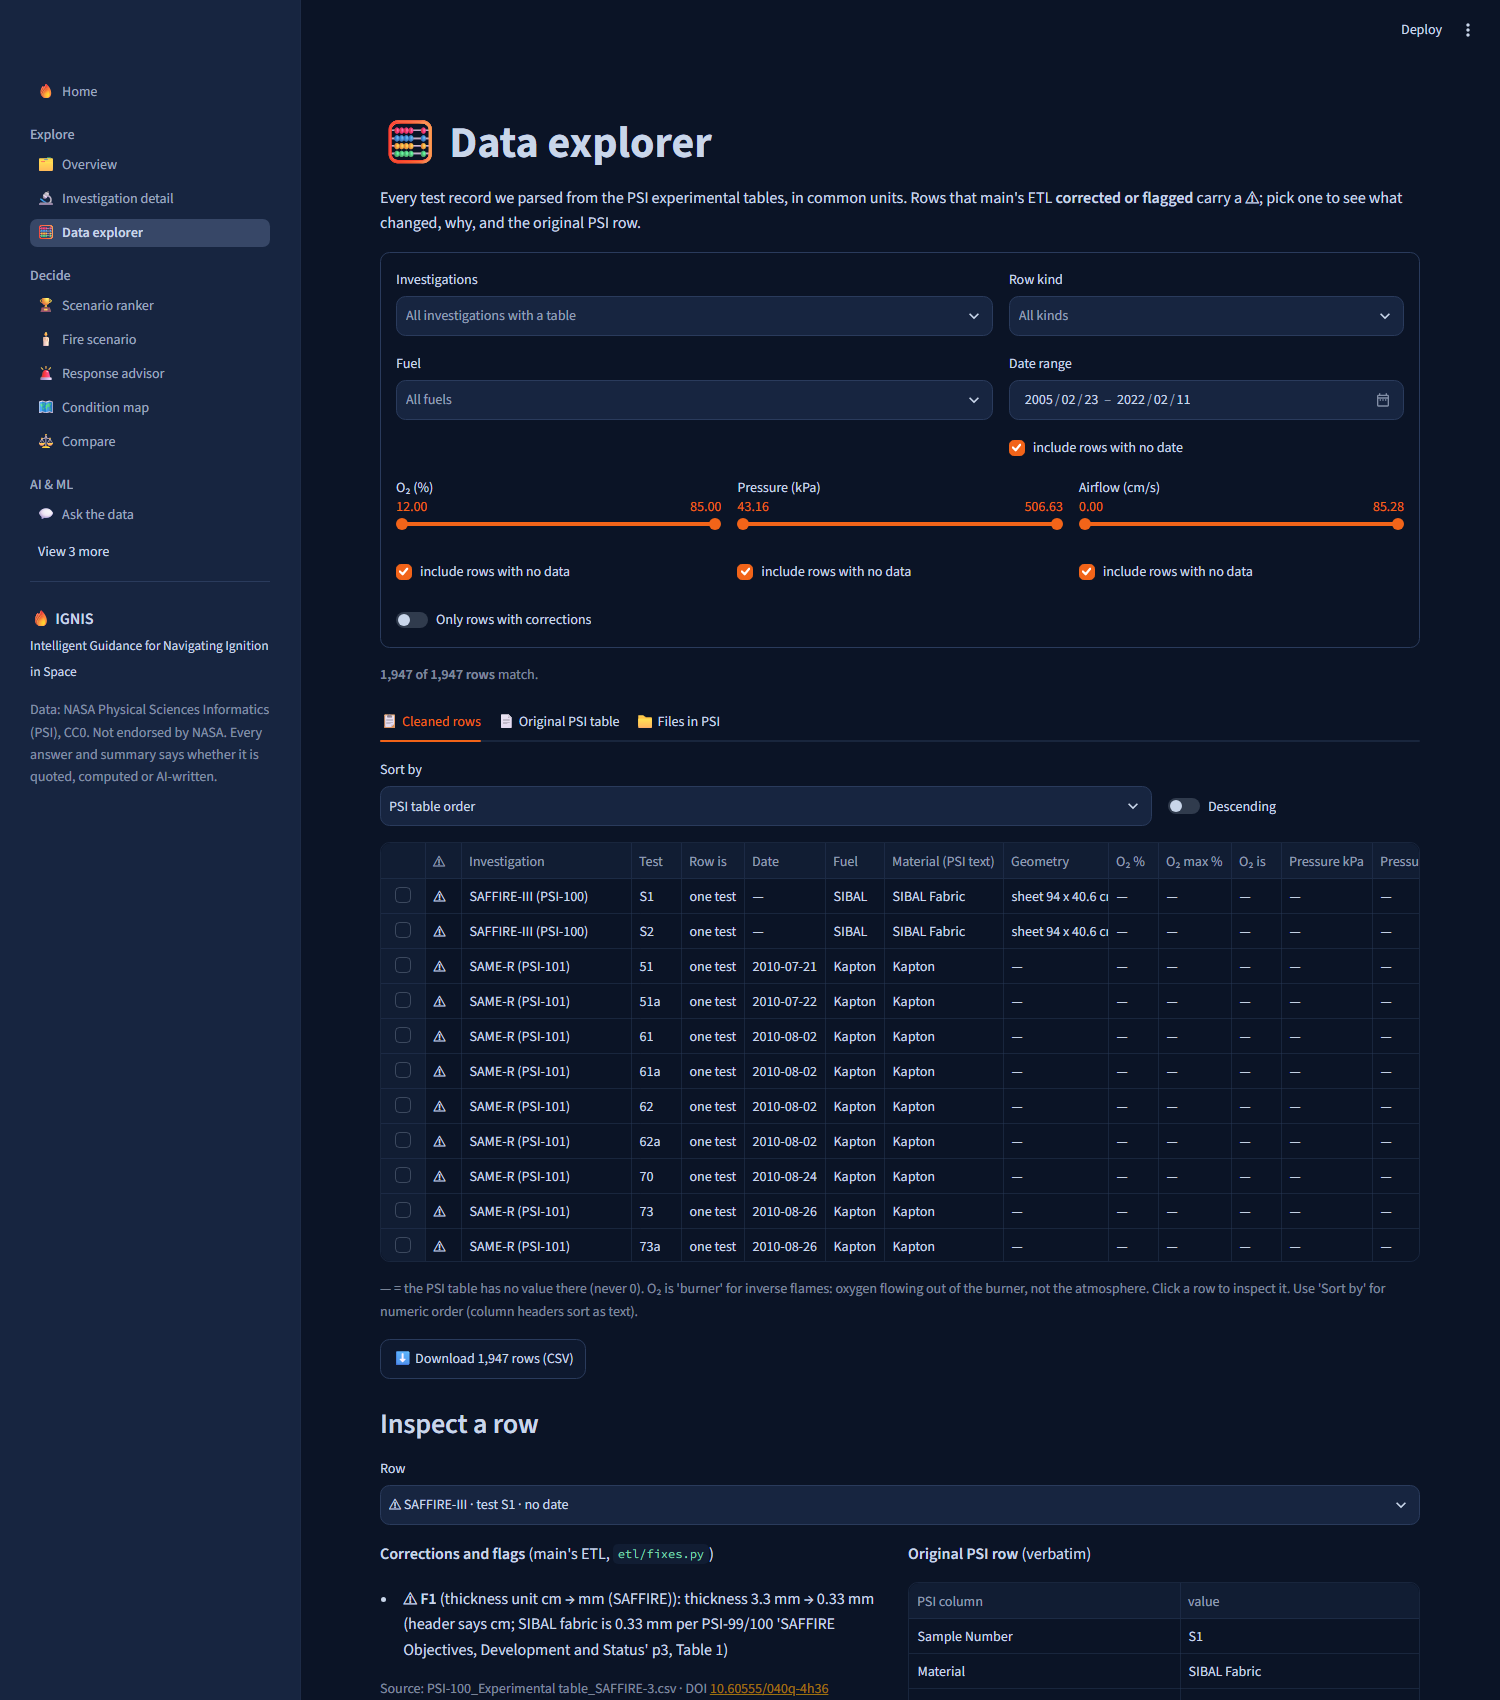 Deploy
Home
Explore
Overview
Investigation detail
Data explorer
Decide
Scenario ranker
Fire scenario
Response advisor
Condition map
Compare
AI & ML
Ask the data
View 3 more
IGNIS
Intelligent Guidance for Navigating Ignition
in Space
Data: NASA Physical Sciences Informatics
(PSI), CC0. Not endorsed by NASA. Every
answer and summary says whether it is
quoted, computed or AI-written.
Data explorer
Every test record we parsed from the PSI experimental tables, in common units. Rows that main's ETL corrected or flagged carry a ⚠; pick one to see what
changed, why, and the original PSI row.
Investigations Row kind
All investigations with a table All kinds
Fuel Date range
All fuels 2005/02/23 – 2022/02/11
include rows with no date
O₂ (%) Pressure (kPa) Airflow (cm/s)
12.00 85.00 43.16 506.63 0.00 85.28
include rows with no data include rows with no data include rows with no data
Only rows with corrections
1,947 of 1,947 rows match.
Cleaned rows Original PSI table Files in PSI
Sort by
PSI table order Descending
⚠ Investigation Test Row is Date Fuel Material (PSI text) Geometry O₂ % O₂ max % O₂ is Pressure kPa Pressu
⚠ SAFFIRE-III (PSI-100) S1 one test — SIBAL SIBAL Fabric sheet 94 x 40.6 cm — — — — —
⚠ SAFFIRE-III (PSI-100) S2 one test — SIBAL SIBAL Fabric sheet 94 x 40.6 cm — — — — —
⚠ SAME-R (PSI-101) 51 one test 2010-07-21 Kapton Kapton — — — — — —
⚠ SAME-R (PSI-101) 51a one test 2010-07-22 Kapton Kapton — — — — — —
⚠ SAME-R (PSI-101) 61 one test 2010-08-02 Kapton Kapton — — — — — —
⚠ SAME-R (PSI-101) 61a one test 2010-08-02 Kapton Kapton — — — — — —
⚠ SAME-R (PSI-101) 62 one test 2010-08-02 Kapton Kapton — — — — — —
⚠ SAME-R (PSI-101) 62a one test 2010-08-02 Kapton Kapton — — — — — —
⚠ SAME-R (PSI-101) 70 one test 2010-08-24 Kapton Kapton — — — — — —
⚠ SAME-R (PSI-101) 73 one test 2010-08-26 Kapton Kapton — — — — — —
⚠ SAME-R (PSI-101) 73a one test 2010-08-26 Kapton Kapton — — — — — —
— = the PSI table has no value there (never 0). O₂ is 'burner' for inverse flames: oxygen flowing out of the burner, not the atmosphere. Click a row to inspect it. Use 'Sort by' for
numeric order (column headers sort as text).
Download 1,947 rows (CSV)
Inspect a row
Row
⚠ SAFFIRE-III · test S1 · no date
Corrections and flags (main's ETL, etl/fixes.py )
• ⚠ F1 (thickness unit cm → mm (SAFFIRE)): thickness 3.3 mm → 0.33 mm
(header says cm; SIBAL fabric is 0.33 mm per PSI-99/100 'SAFFIRE
Objectives, Development and Status' p3, Table 1)
Source: PSI-100_Experimental table_SAFFIRE-3.csv · DOI 10.60555/040q-4h36
Original PSI row (verbatim)
PSI column value
Sample Number S1
Material SIBAL Fabric